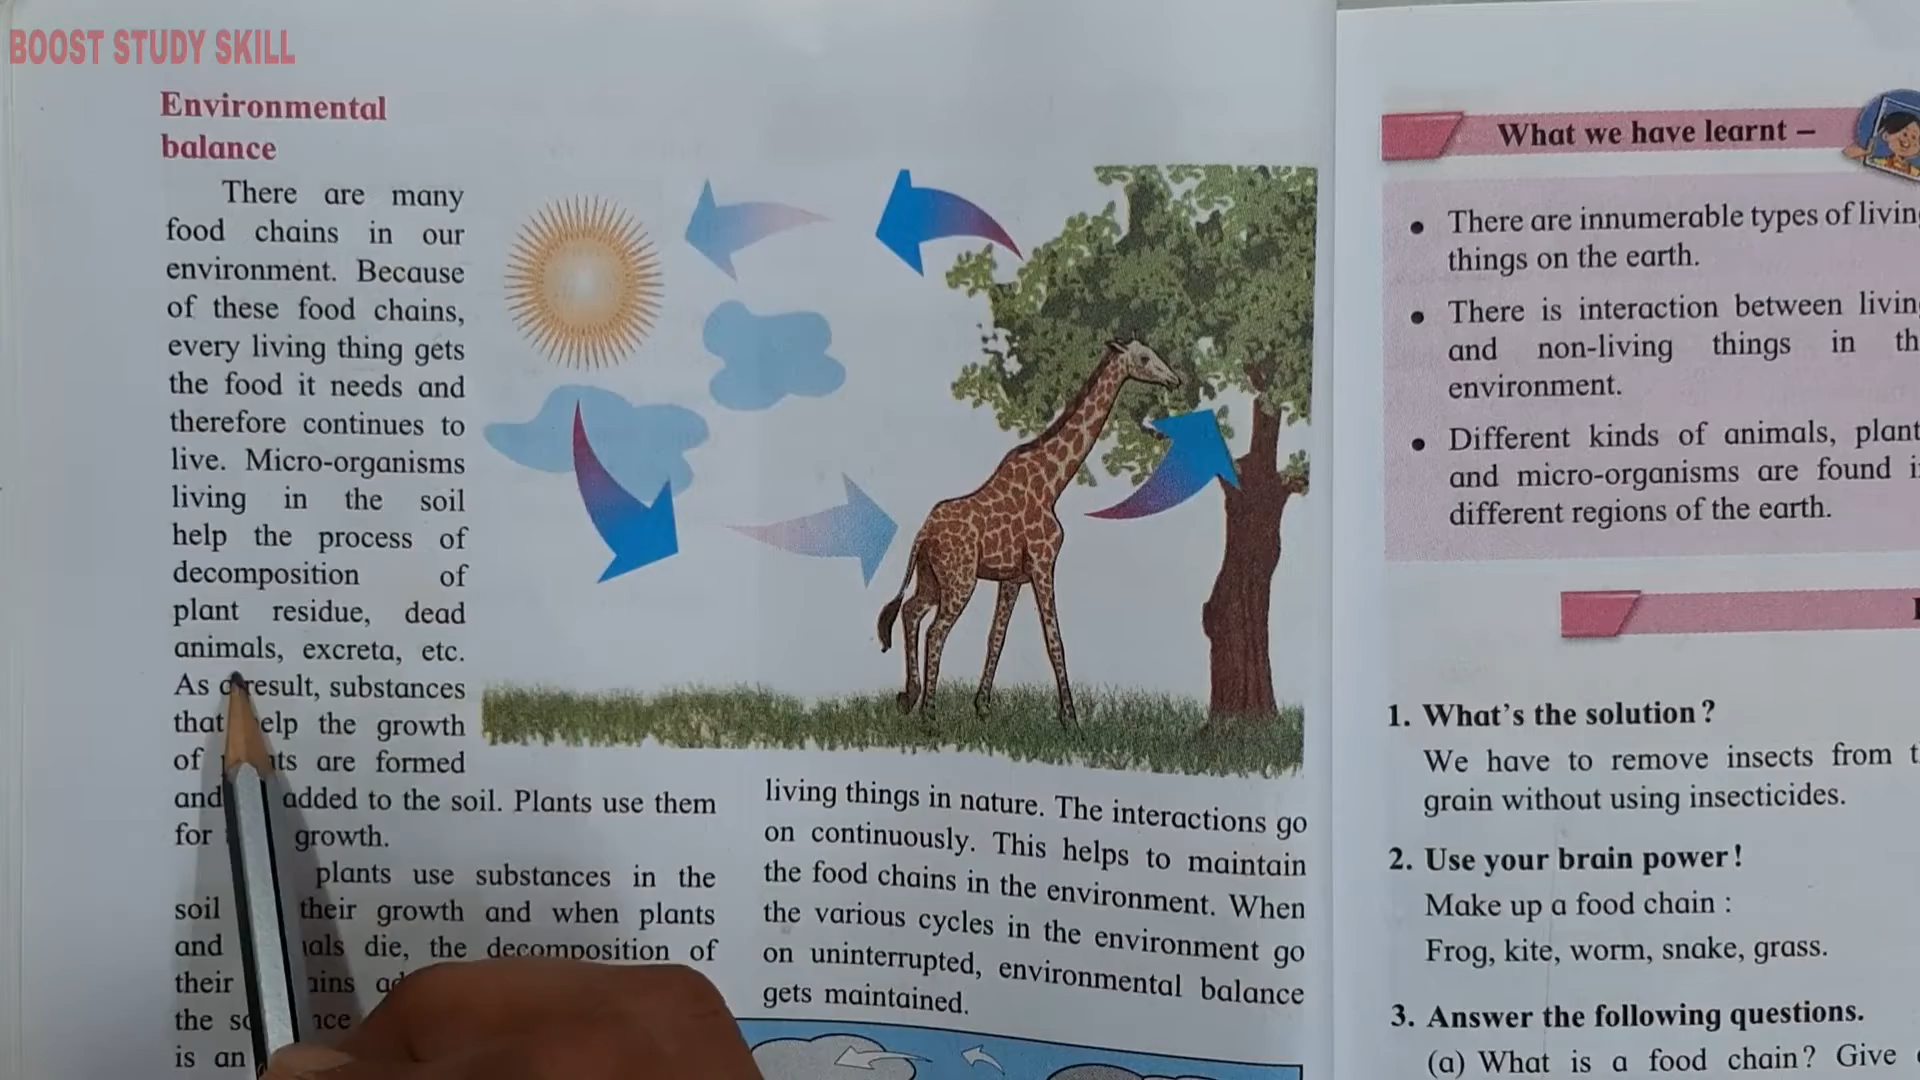 BOOST STUDY SKILL
Environmental
balance
There are many
food chains in our
environment. Because
of these food chains,
every living thing gets
the food it needs and
therefore continues to
live. Micro-organisms
living in the soil
help the process of
decomposition of
plant residue, dead
animals, excreta, etc.
As a result, substances
that help the growth
of are formed
and added to the soil. Plants use them
for growth.
plants use substances in the
soil their growth and when plants
and die, the decomposition of
their
the
is an
living things in nature. The interactions go
on continuously. This helps to maintain
the food chains in the environment. When
the various cycles in the environment go
on uninterrupted, environmental balance
gets maintained.
What we have learnt –
• There are innumerable types of living
things on the earth.
• There is interaction between living
and non-living things in
environment.
• Different kinds of animals,
and micro-organisms are found
different regions of the earth.
1. What's the solution?
We have to remove insects from
grain without using insecticides.
2. Use your brain power!
Make up a food chain :
Frog, kite, worm, snake, grass.
3. Answer the following questions.
(a) What is a food chain? Give